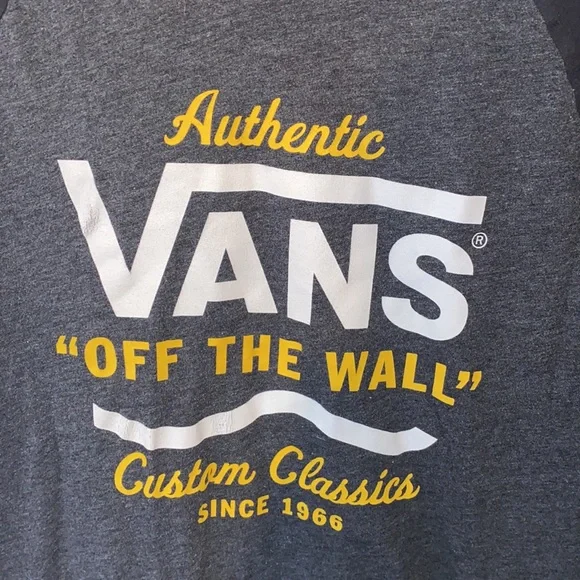 Authentic
VANS®
"OFF THE WALL"
Custom Classics
SINCE 1966